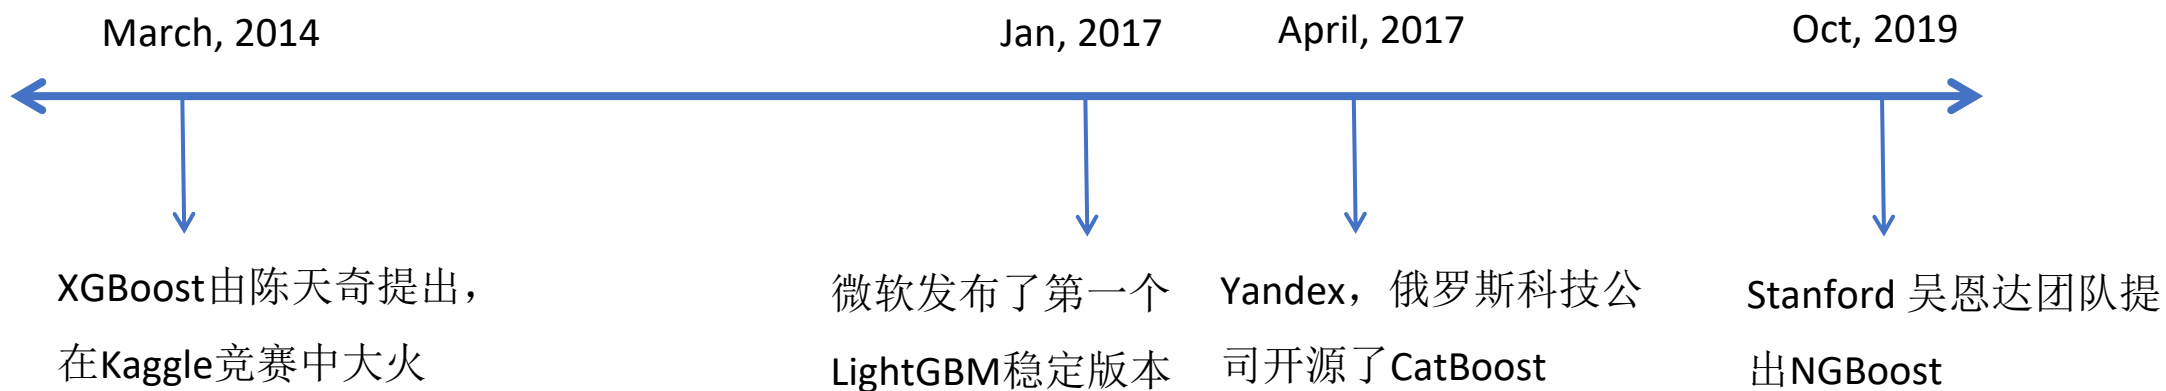 March, 2014
Jan, 2017
April, 2017
Oct, 2019
XGBoost由陈天奇提出，
在Kaggle竞赛中大火
微软发布了第一个
LightGBM稳定版本
Yandex，俄罗斯科技公
司开源了CatBoost
Stanford 吴恩达团队提
出NGBoost